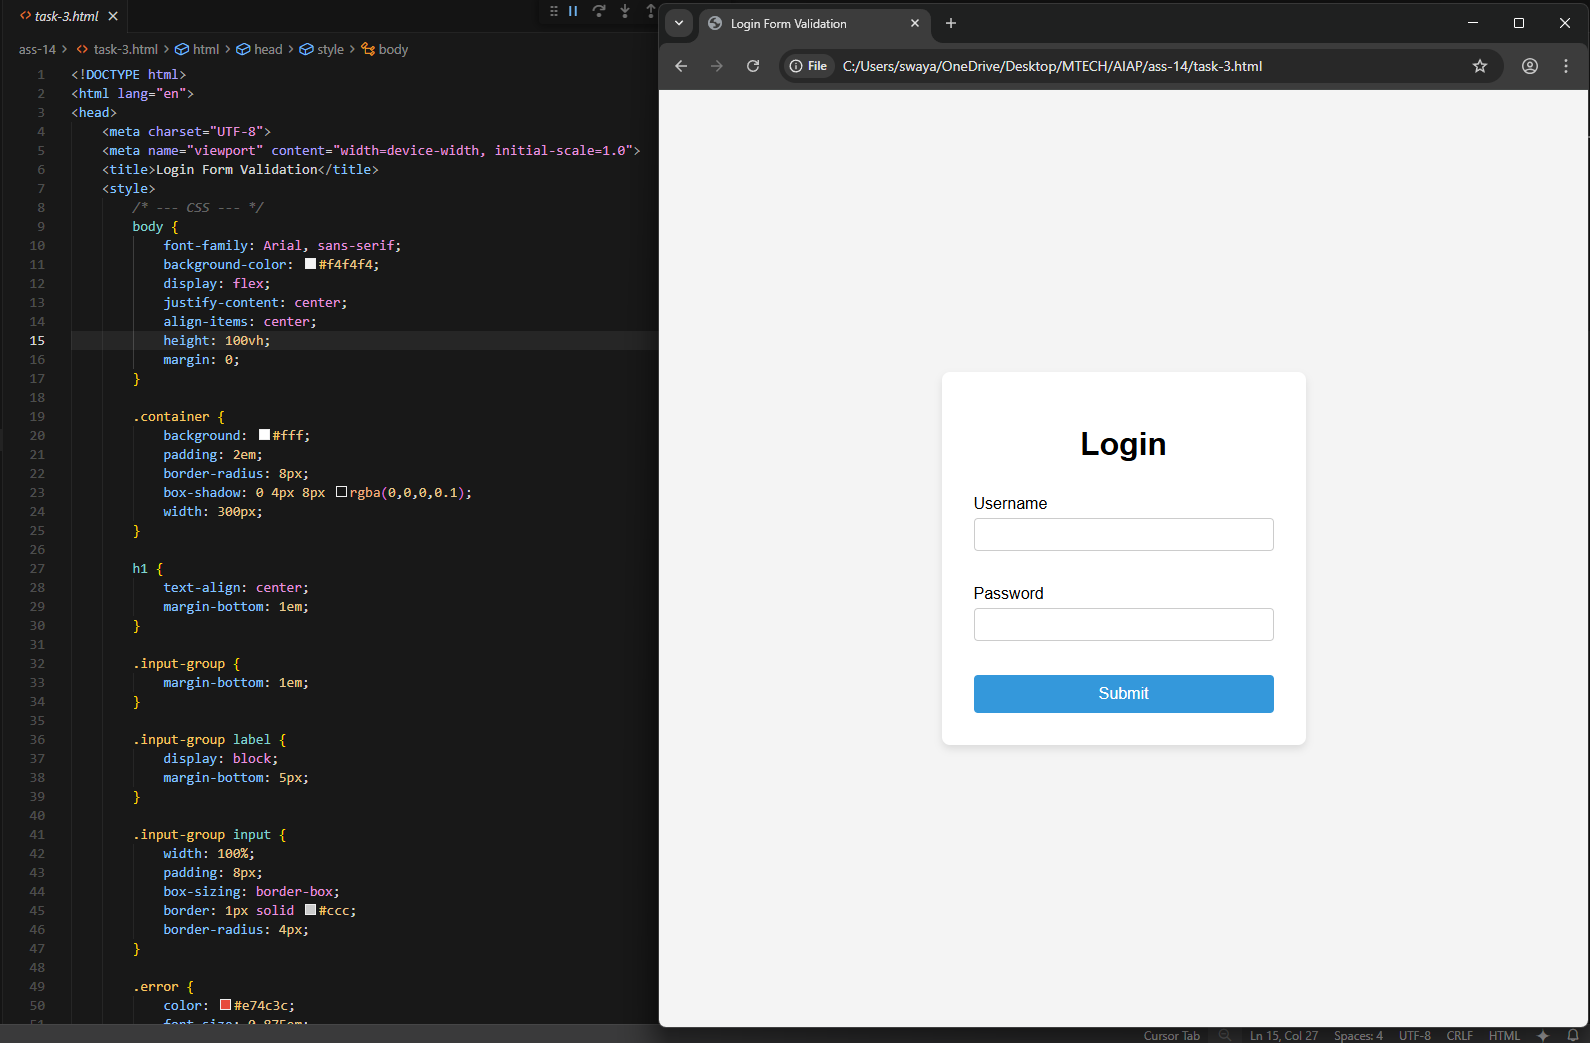 task-3.html
ass-14 > task-3.html > html > head > style > body
1 <!DOCTYPE html>
2 <html lang="en">
3 <head>
4 <meta charset="UTF-8">
5 <meta name="viewport" content="width=device-width, initial-scale=1.0">
6 <title>Login Form Validation</title>
7 <style>
8 /* --- CSS --- */
9 body {
10 font-family: Arial, sans-serif;
11 background-color: #f4f4f4;
12 display: flex;
13 justify-content: center;
14 align-items: center;
15 height: 100vh;
16 margin: 0;
17 }
18
19 .container {
20 background: #fff;
21 padding: 2em;
22 border-radius: 8px;
23 box-shadow: 0 4px 8px rgba(0,0,0,0.1);
24 width: 300px;
25 }
26
27 h1 {
28 text-align: center;
29 margin-bottom: 1em;
30 }
31
32 .input-group {
33 margin-bottom: 1em;
34 }
35
36 .input-group label {
37 display: block;
38 margin-bottom: 5px;
39 }
40
41 .input-group input {
42 width: 100%;
43 padding: 8px;
44 box-sizing: border-box;
45 border: 1px solid #ccc;
46 border-radius: 4px;
47 }
48
49 .error {
50 color: #e74c3c;
51 font-size: 0.875em;
Login Form Validation
File C:/Users/swaya/OneDrive/Desktop/MTECH/AIAP/ass-14/task-3.html
Login
Username
Password
Submit
Cursor Tab Ln 15, Col 27 Spaces: 4 UTF-8 CRLF HTML